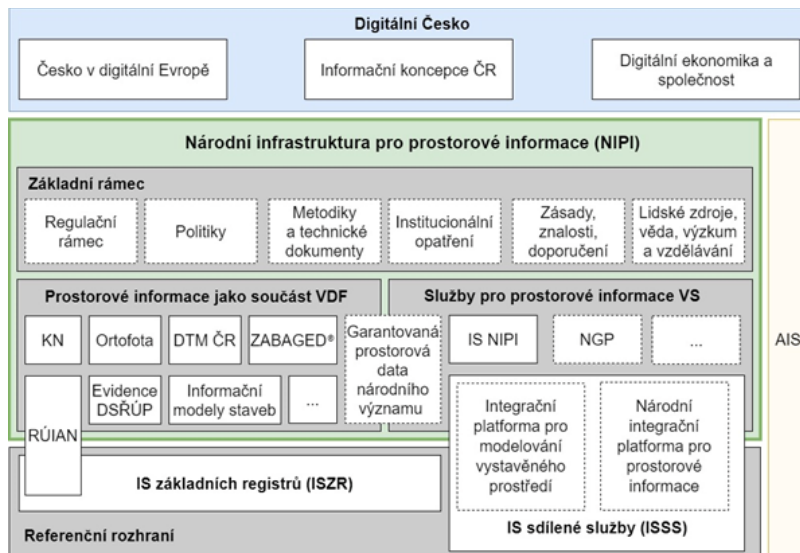 Digitální Česko
Česko v digitální Evropě
Informační koncepce ČR
Digitální ekonomika a
společnost
Národní infrastruktura pro prostorové informace (NIPI)
Základní rámec
Regulační
rámec
Politiky
Metodiky
a technické
dokumenty
Institucionální
opatření
Zásady,
znalosti,
doporučení
Lidské zdroje,
věda, výzkum
a vzdělávání
Prostorové informace jako součást VDF
KN
Ortofota
DTM ČR
ZABAGED®
Garantovaná
prostorová
data
národního
významu
RÚIAN
Evidence
DSŘÚP
Informační
modely staveb
...
Služby pro prostorové informace VS
IS NIPI
NGP
...
Integrační
platforma pro
modelování
vystavěného
prostředí
Národní
integrační
platforma pro
prostorové
informace
IS sdílené služby (ISSS)
IS základních registrů (ISZR)
Referenční rozhraní
AIS